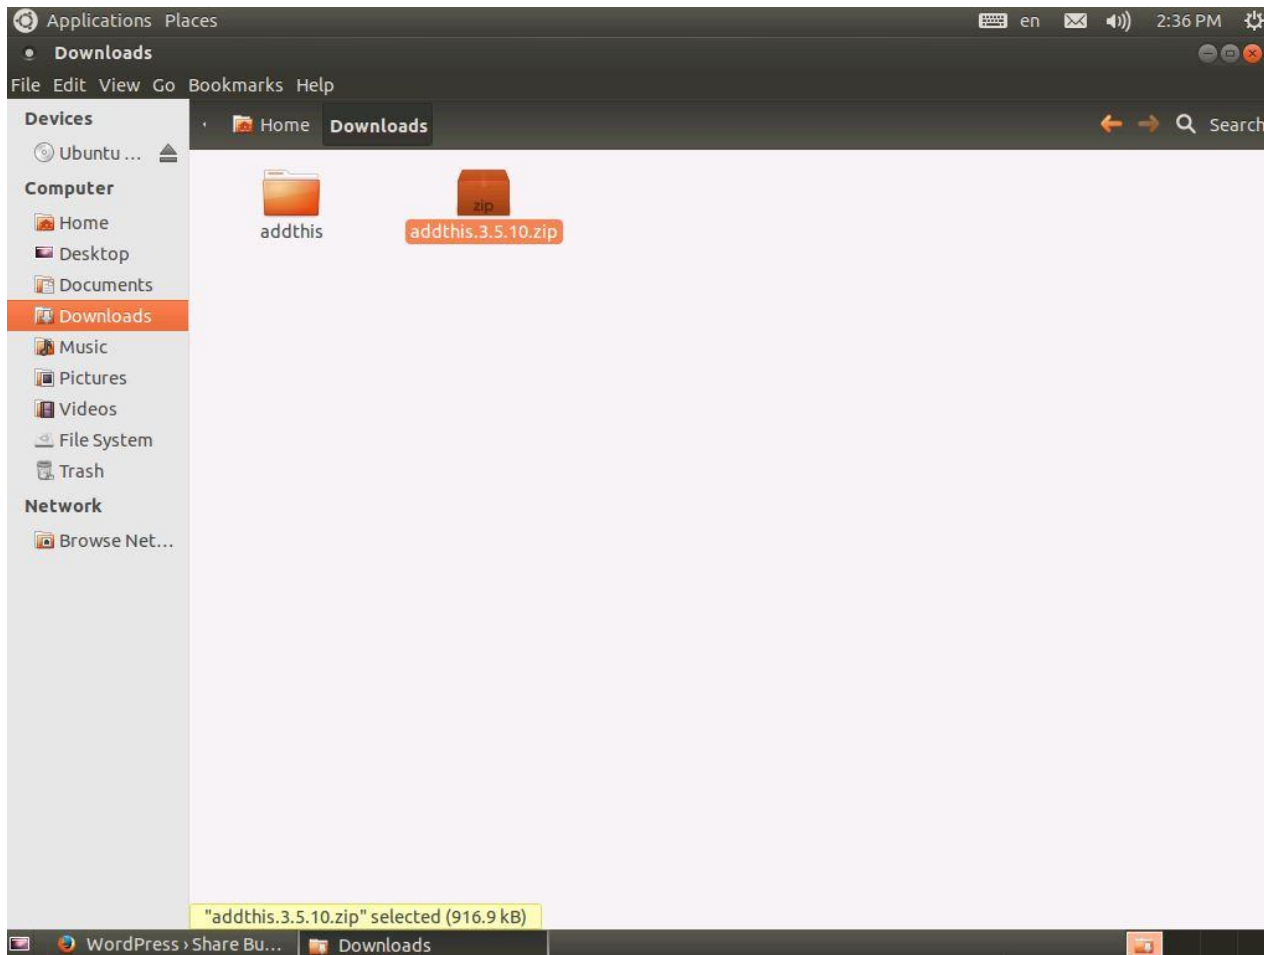 Applications Places en 2:36 PM
Downloads
File Edit View Go Bookmarks Help
Devices
Home Downloads Search
Ubuntu ...
Computer
Home
Desktop
Documents
Downloads
Music
Pictures
Videos
File System
Trash
Network
Browse Net...
zip
addthis
addthis.3.5.10.zip
"addthis.3.5.10.zip" selected (916.9 kB)
WordPress › Share Bu... Downloads